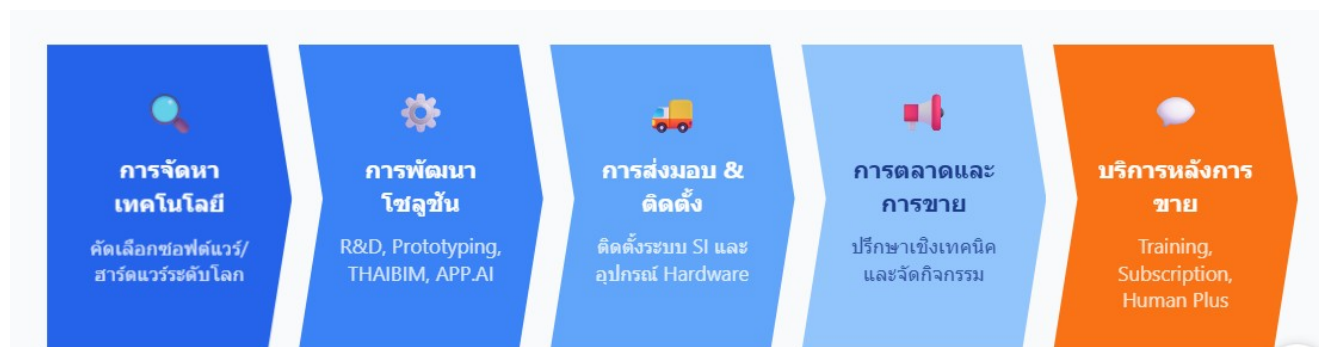 การจัดหา
เทคโนโลยี
คัดเลือกซอฟต์แวร์/
ฮาร์ดแวร์ระดับโลก
การพัฒนา
โซลูชัน
R&D, Prototyping,
THAIBIM, APP.AI
การส่งมอบ &
ติดตั้ง
ติดตั้งระบบ SI และ
อุปกรณ์ Hardware
การตลาดและ
การขาย
ปรึกษาเชิงเทคนิค
และจัดกิจกรรม
บริการหลังการ
ขาย
Training,
Subscription,
Human Plus